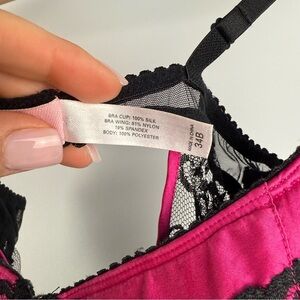 BRA CUP: 100% SILK,
BRA WING: 81% NYLON
19% SPANDEX
BODY: 100% POLYESTER
MADE IN CHINA
34B